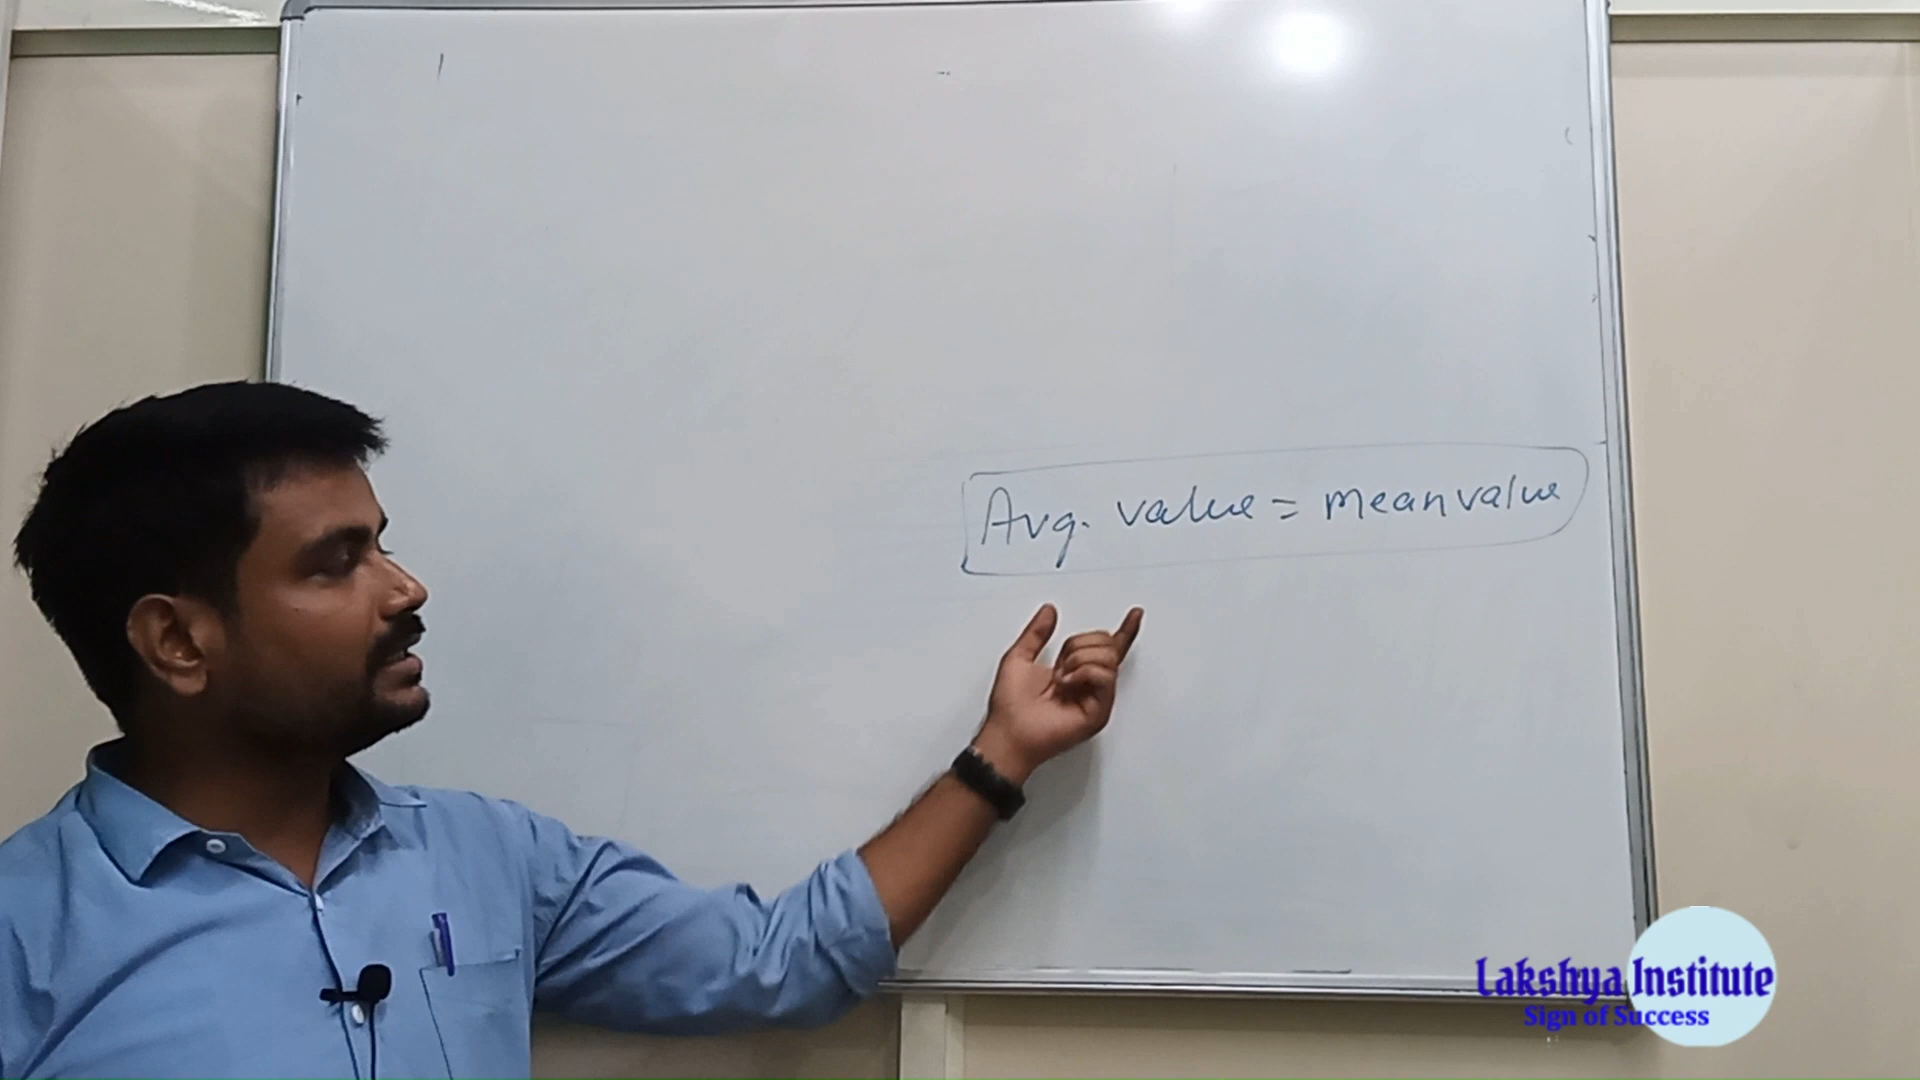 Avg. value = mean value
Lakshya Institute
Sign of Success